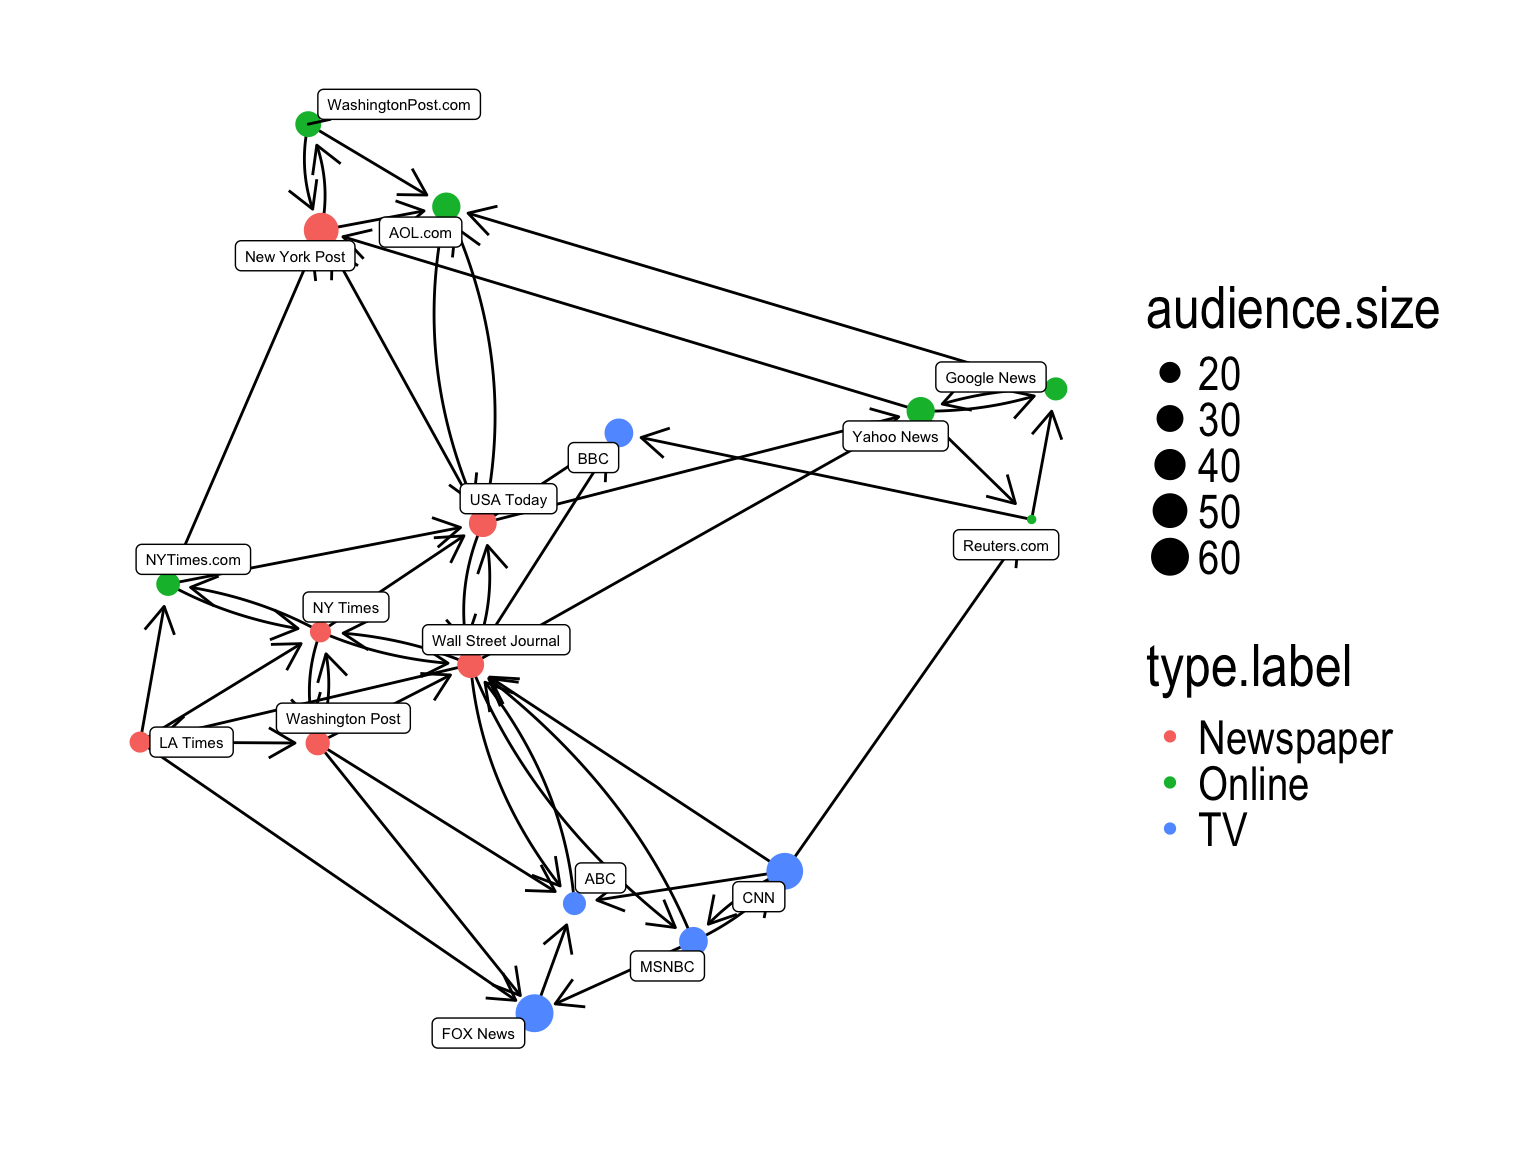 WashingtonPost.com
AOL.com
New York Post
Google News
Yahoo News
BBC
USA Today
Reuters.com
NYTimes.com
NY Times
Wall Street Journal
Washington Post
LA Times
ABC
CNN
MSNBC
FOX News
audience.size
20
30
40
50
60
type.label
Newspaper
Online
TV